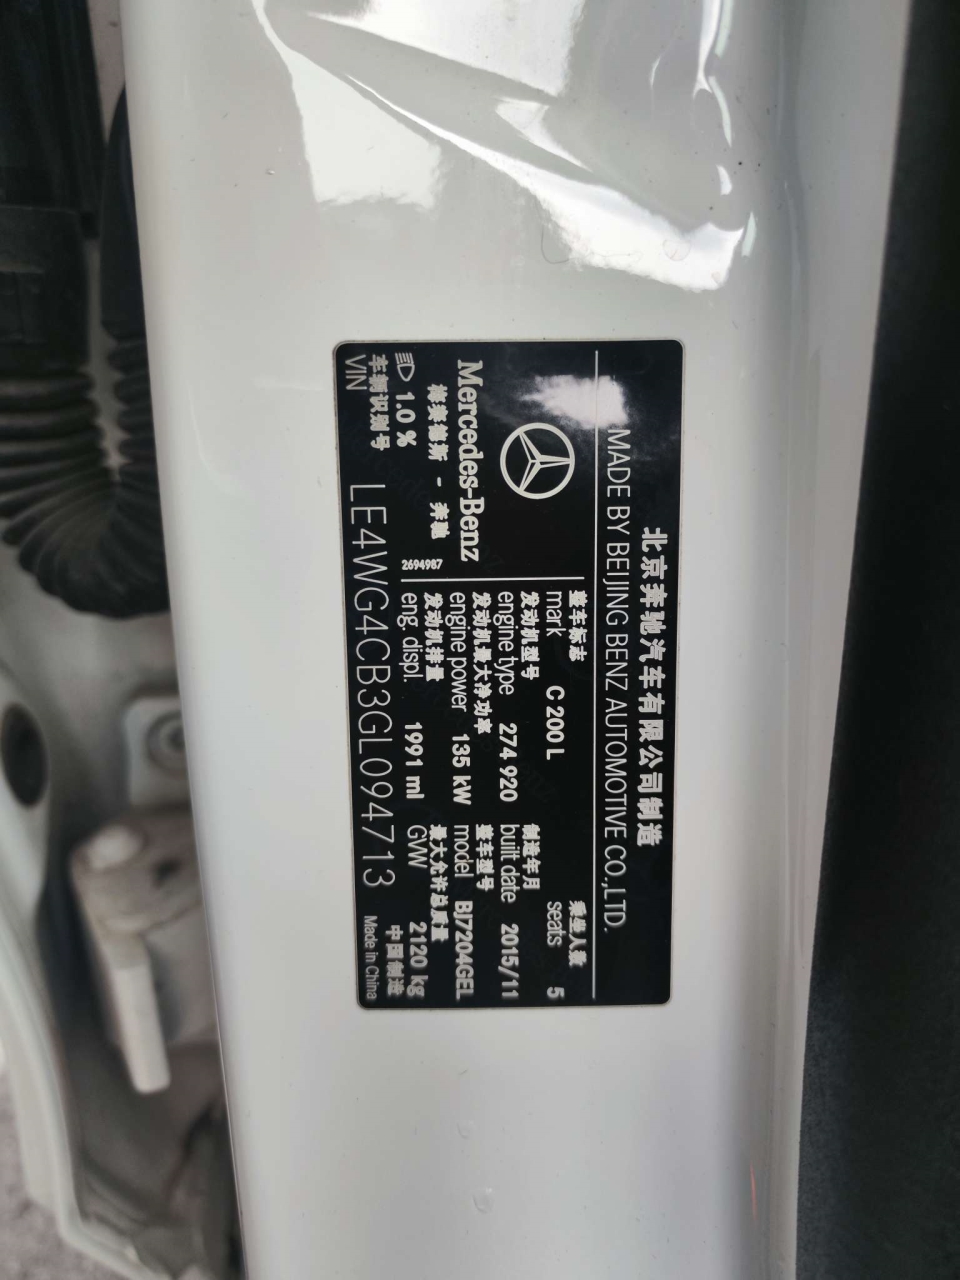 北京奔驰汽车有限公司制造
MADE BY BEIJING BENZ AUTOMOTIVE CO.,LTD.
Mercedes-Benz
梅赛德斯 - 奔驰
1.0 %
2694987
整车标志
mark C 200 L
乘坐人数
seats 5
发动机型号
engine type 274 920
制造年月
built date 2015/11
发动机最大净功率
engine power 135 kW
整车型号
model BJ7204GEL
发动机排量
eng. displ. 1991 ml
最大允许总质量
GVW 2120 kg
车辆识别号
VIN LE4WG4CB3GL094713
中国制造
Made in China